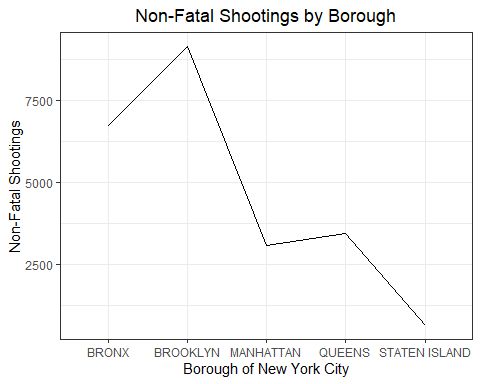 Non-Fatal Shootings by Borough
Non-Fatal Shootings
7500
5000
2500
BRONX BROOKLYN MANHATTAN QUEENS STATEN ISLAND
Borough of New York City